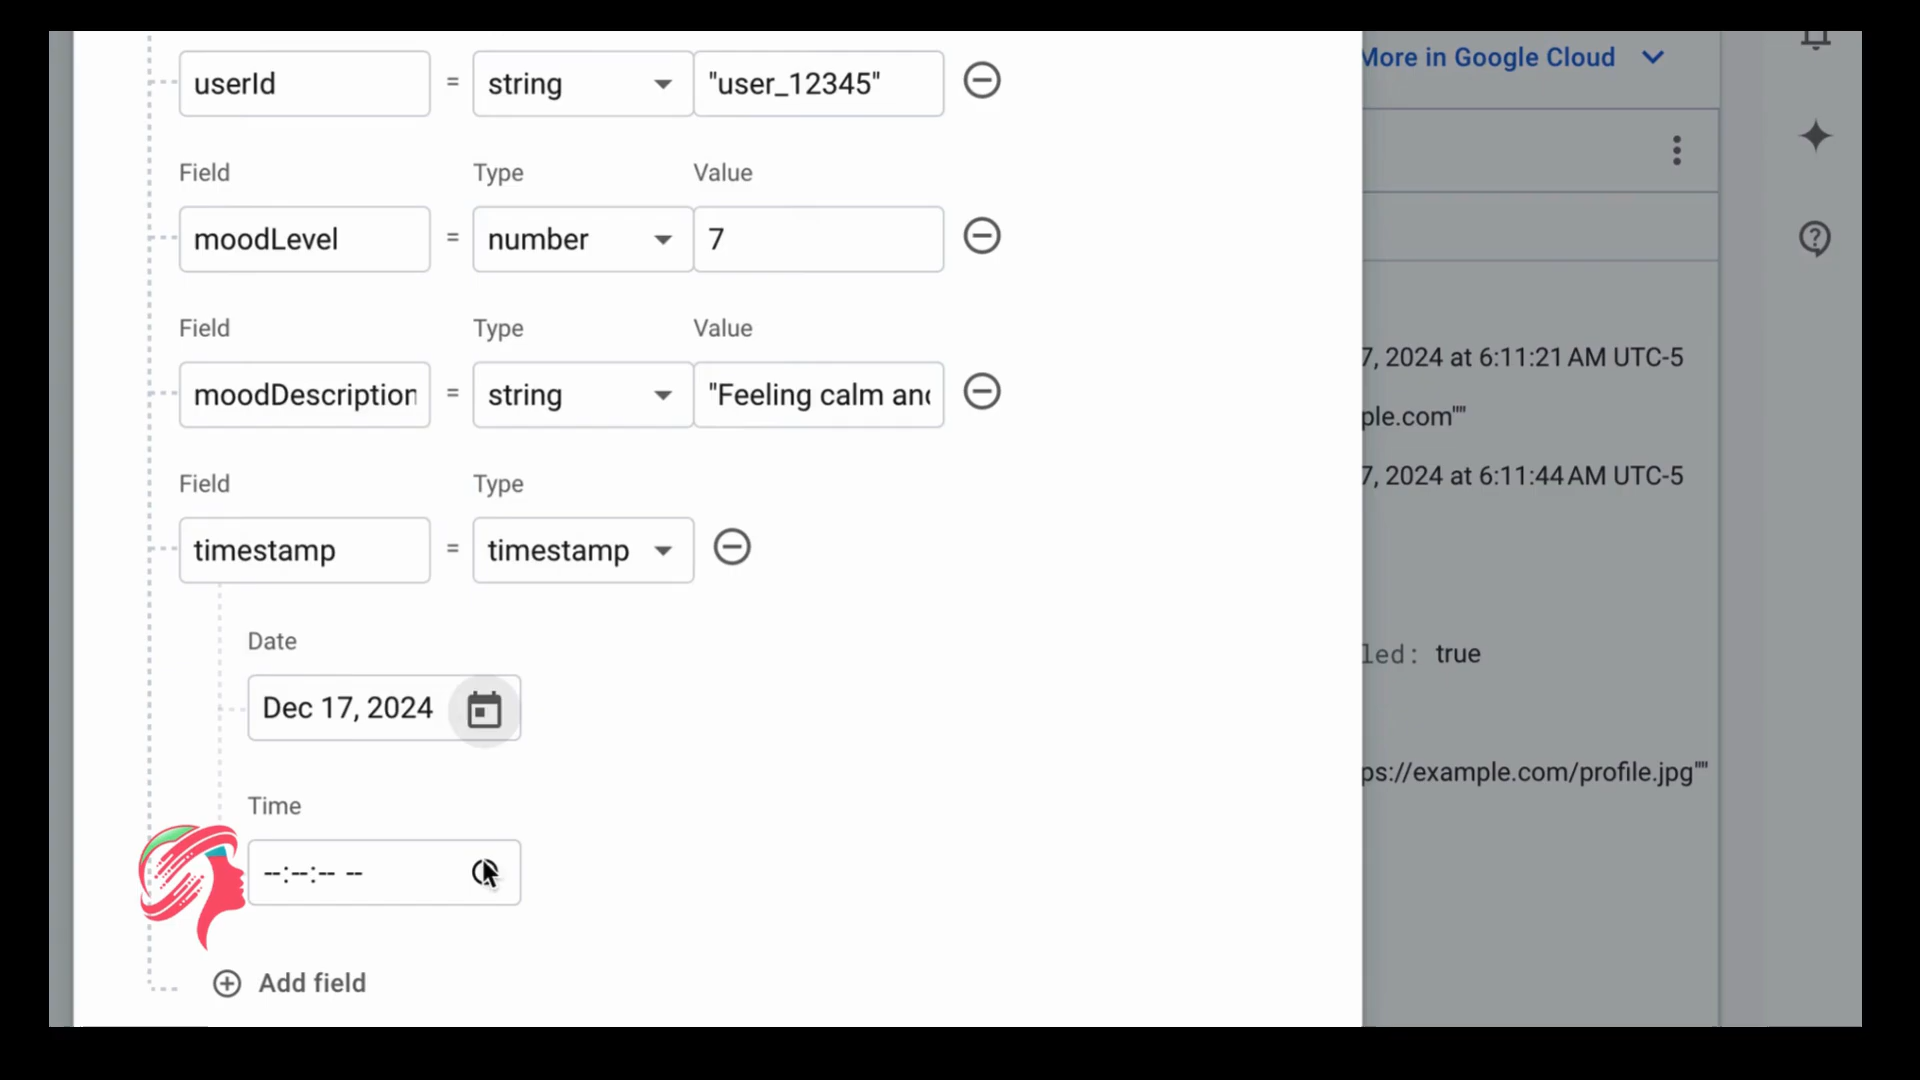 More in Google Cloud
userId = string "user_12345"
Field Type Value
moodLevel = number 7
Field Type Value
7, 2024 at 6:11:21 AM UTC-5
moodDescription = string "Feeling calm and
ple.com""
Field Type
7, 2024 at 6:11:44 AM UTC-5
timestamp = timestamp
Date
led: true
Dec 17, 2024
ps://example.com/profile.jpg""
Time
--:--:-- --
Add field